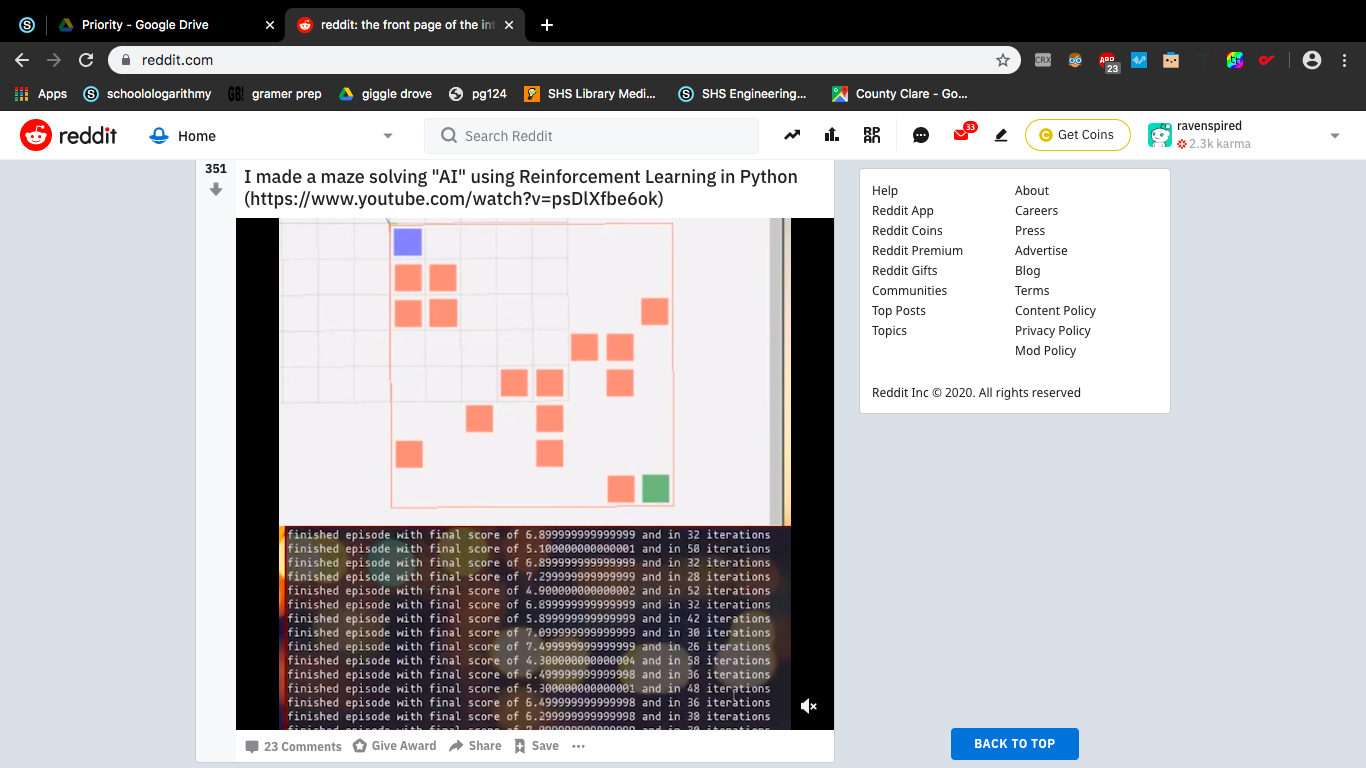 Priority - Google Drive
reddit: the front page of the int
reddit.com
CRX
ABP
23
Apps
schoolologarithmy
GB!
gramer prep
giggle drove
pg124
SHS Library Medi...
SHS Engineering...
County Clare - Go...
reddit
Home
Search Reddit
RP
AN
33
Get Coins
ravenspired
2.3k karma
351
I made a maze solving "AI" using Reinforcement Learning in Python
(https://www.youtube.com/watch?v=psDlXfbe6ok)
finished episode with final score of 6.899999999999999 and in 32 iterations
finished episode with final score of 5.100000000000001 and in 50 iterations
finished episode with final score of 6.899999999999999 and in 32 iterations
finished episode with final score of 7.299999999999999 and in 28 iterations
finished episode with final score of 4.900000000000002 and in 52 iterations
finished episode with final score of 6.899999999999999 and in 32 iterations
finished episode with final score of 5.899999999999999 and in 42 iterations
finished episode with final score of 7.099999999999999 and in 30 iterations
finished episode with final score of 7.499999999999999 and in 26 iterations
finished episode with final score of 4.300000000000004 and in 58 iterations
finished episode with final score of 6.499999999999998 and in 36 iterations
finished episode with final score of 5.300000000000001 and in 48 iterations
finished episode with final score of 6.499999999999998 and in 36 iterations
finished episode with final score of 6.299999999999998 and in 38 iterations
23 Comments
Give Award
Share
Save
Help
Reddit App
Reddit Coins
Reddit Premium
Reddit Gifts
Communities
Top Posts
Topics
About
Careers
Press
Advertise
Blog
Terms
Content Policy
Privacy Policy
Mod Policy
Reddit Inc © 2020. All rights reserved
BACK TO TOP